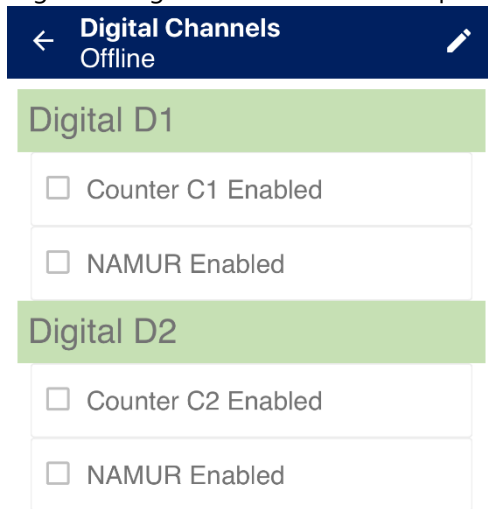 Digital Channels
Offline
Digital D1
Counter C1 Enabled
NAMUR Enabled
Digital D2
Counter C2 Enabled
NAMUR Enabled